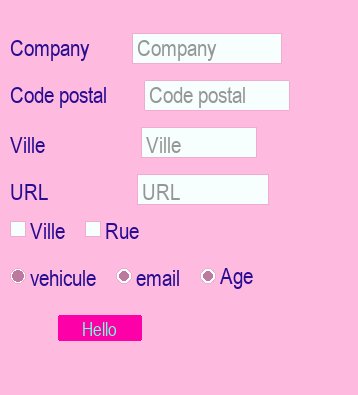 Company Company
Code postal Code postal
Ville Ville
URL URL
Ville Rue
vehicule email Age
Hello